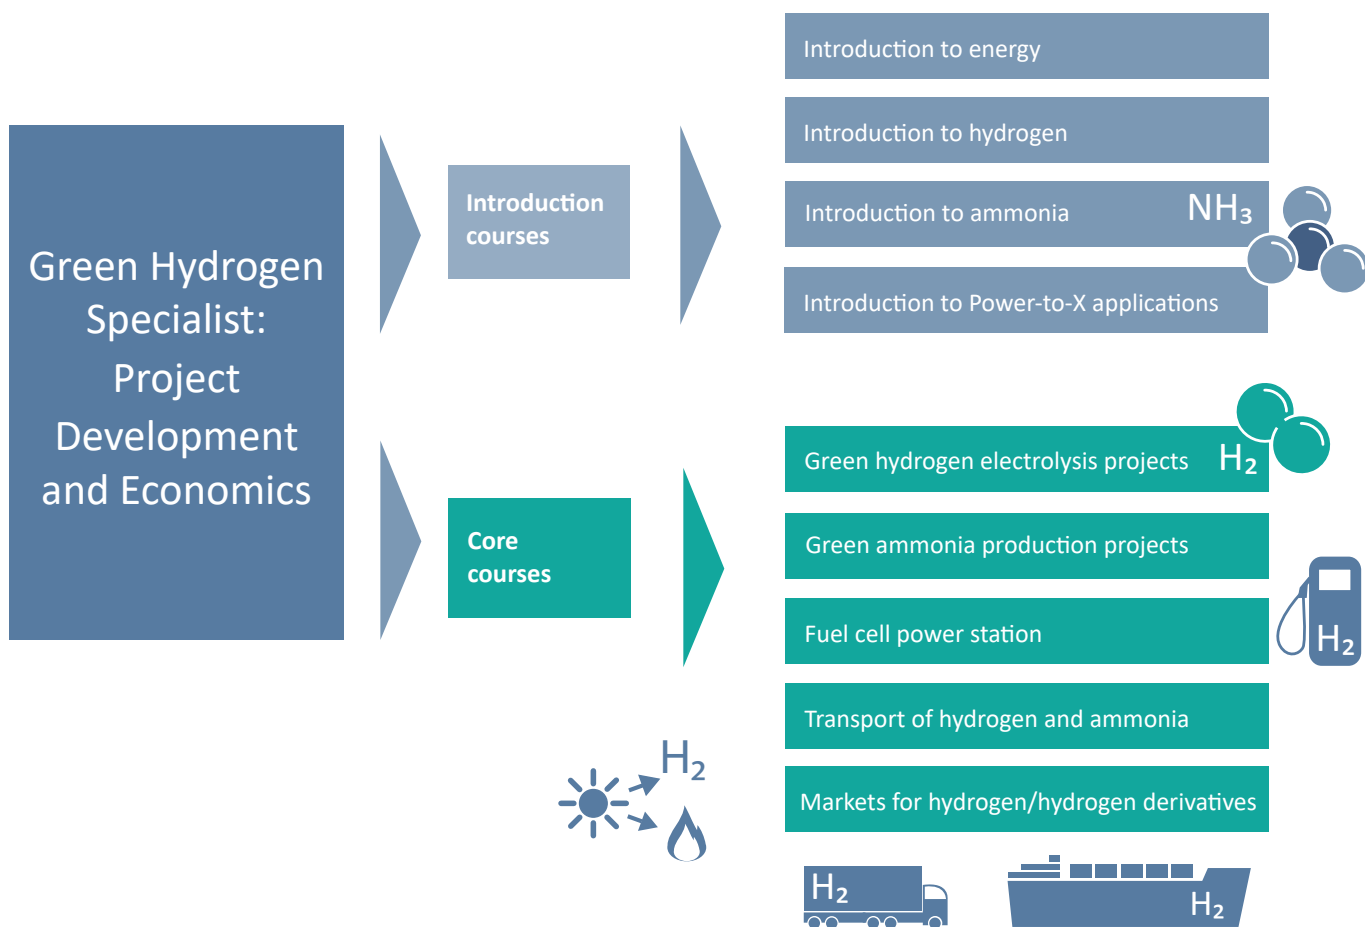 Green Hydrogen
Specialist:
Project
Development
and Economics
Introduction
courses
Introduction to energy
Introduction to hydrogen
Introduction to ammonia
NH₃
Introduction to Power-to-X applications
Core
courses
Green hydrogen electrolysis projects
H₂
Green ammonia production projects
Fuel cell power station
H₂
Transport of hydrogen and ammonia
Markets for hydrogen/hydrogen derivatives
H₂
H₂
H₂